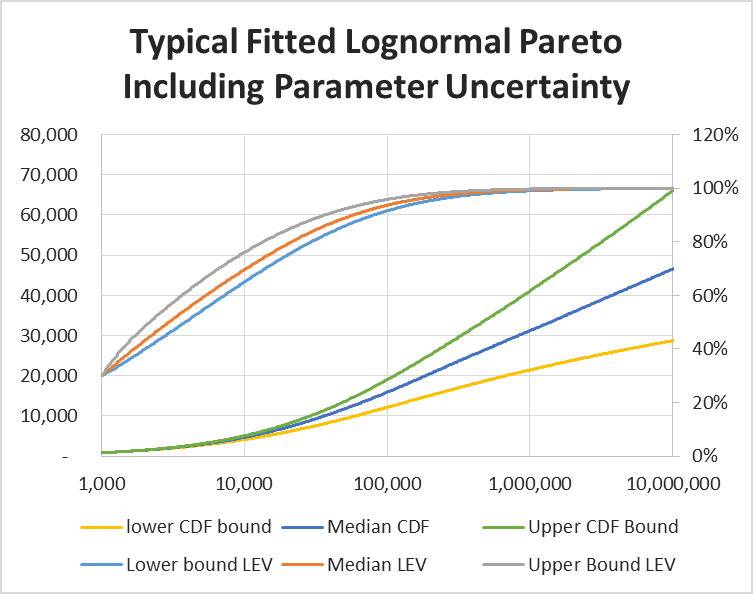 Typical Fitted Lognormal Pareto
Including Parameter Uncertainty
80,000 120%
70,000 100%
60,000 80%
50,000 60%
40,000 40%
30,000 20%
20,000 0%
10,000
-
1,000 10,000 100,000 1,000,000 10,000,000
lower CDF bound Median CDF Upper CDF Bound
Lower bound LEV Median LEV Upper Bound LEV